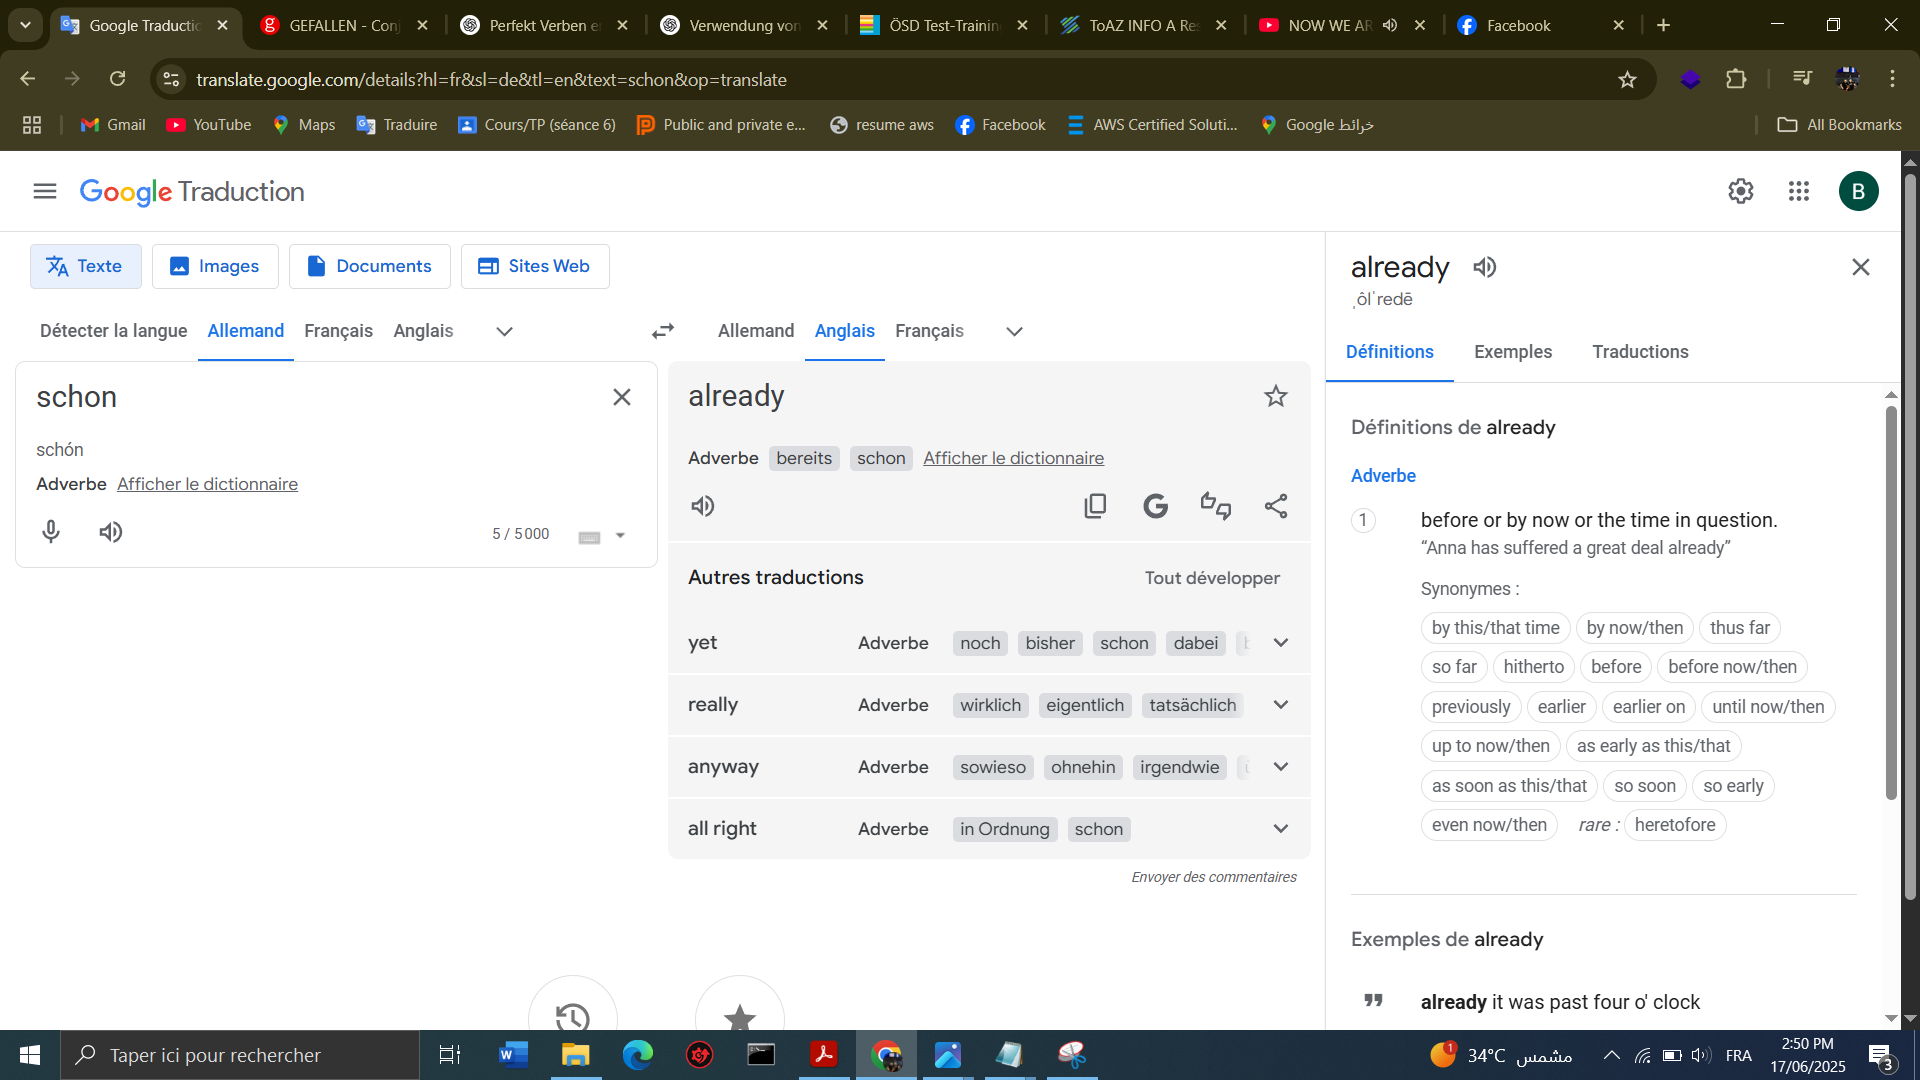 Google Traductio
GEFALLEN - Conj
Perfekt Verben e
Verwendung von
ÖSD Test-Trainin
ToAZ INFO A Res
NOW WE AR
Facebook
translate.google.com/details?hl=fr&sl=de&tl=en&text=schon&op=translate
Gmail
YouTube
Maps
Traduire
Cours/TP (séance 6)
Public and private e...
resume aws
Facebook
AWS Certified Soluti...
خرائط Google
All Bookmarks
Google Traduction
B
Texte
Images
Documents
Sites Web
Détecter la langue
Allemand
Français
Anglais
Allemand
Anglais
Français
schon
schón
Adverbe Afficher le dictionnaire
5 / 5 000
already
Adverbe bereits schon Afficher le dictionnaire
Autres traductions
Tout développer
yet Adverbe noch bisher schon dabei
really Adverbe wirklich eigentlich tatsächlich
anyway Adverbe sowieso ohnehin irgendwie
all right Adverbe in Ordnung schon
Envoyer des commentaires
already
ˌôlˈredē
Définitions
Exemples
Traductions
Définitions de already
Adverbe
1
before or by now or the time in question.
“Anna has suffered a great deal already”
Synonymes :
by this/that time by now/then thus far
so far hitherto before before now/then
previously earlier earlier on until now/then
up to now/then as early as this/that
as soon as this/that so soon so early
even now/then rare : heretofore
Exemples de already
already it was past four o' clock
Taper ici pour rechercher
1
34°C مشمس
FRA
2:50 PM
17/06/2025
3